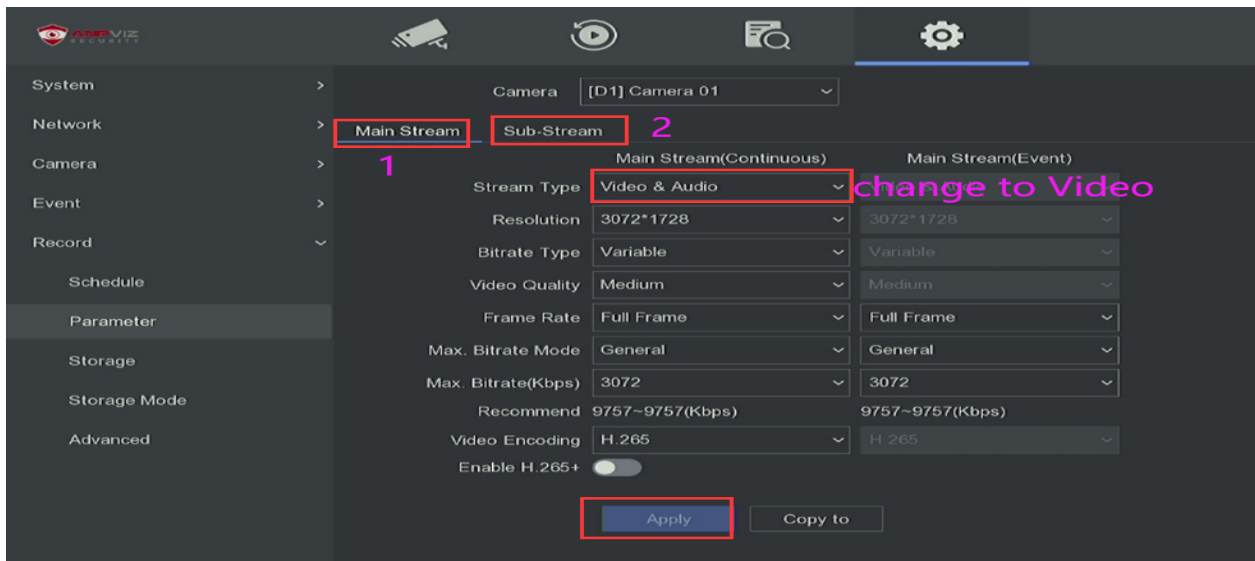 ANPVIZ
SECURITY
System
Network
Camera
Event
Record
Schedule
Parameter
Storage
Storage Mode
Advanced
Camera [D1] Camera 01
Main Stream Sub-Stream 2
1
Main Stream(Continuous) Main Stream(Event)
Stream Type Video & Audio change to Video
Resolution 3072*1728 3072*1728
Bitrate Type Variable Variable
Video Quality Medium Medium
Frame Rate Full Frame Full Frame
Max. Bitrate Mode General General
Max. Bitrate(Kbps) 3072 3072
Recommend 9757~9757(Kbps) 9757~9757(Kbps)
Video Encoding H.265 H.265
Enable H.265+
Apply Copy to